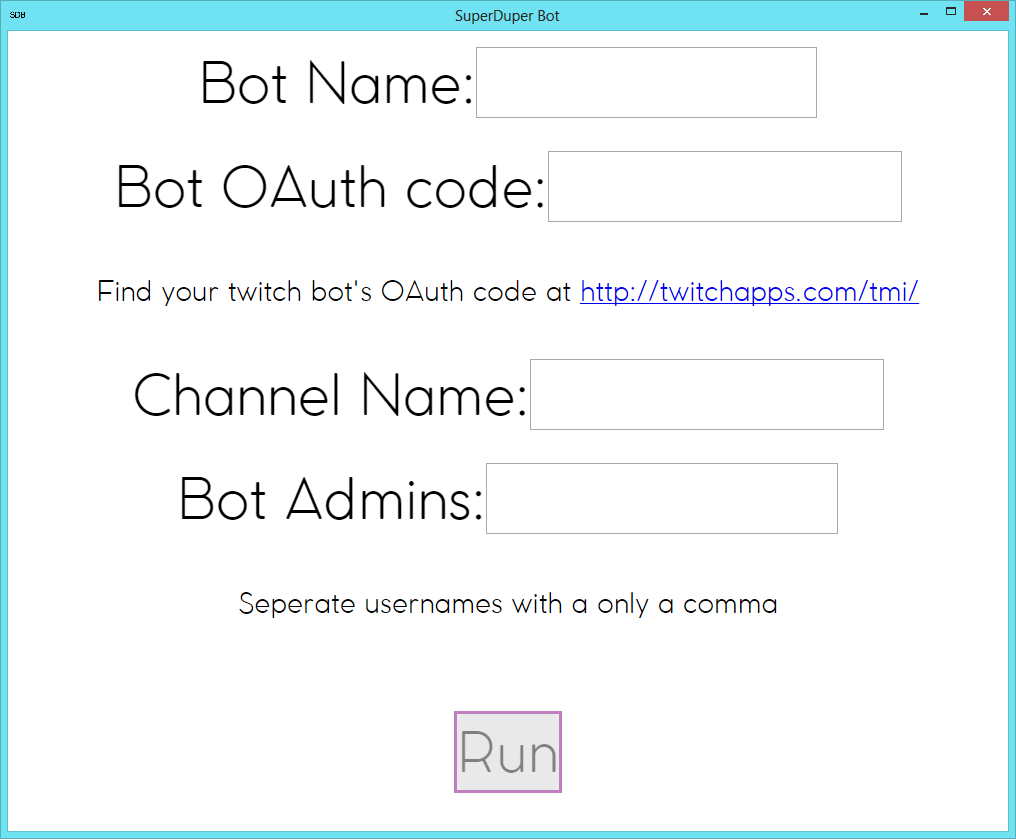 SDB
SuperDuper Bot
Bot Name:
Bot OAuth code:
Find your twitch bot's OAuth code at http://twitchapps.com/tmi/
Channel Name:
Bot Admins:
Seperate usernames with a only a comma
Run